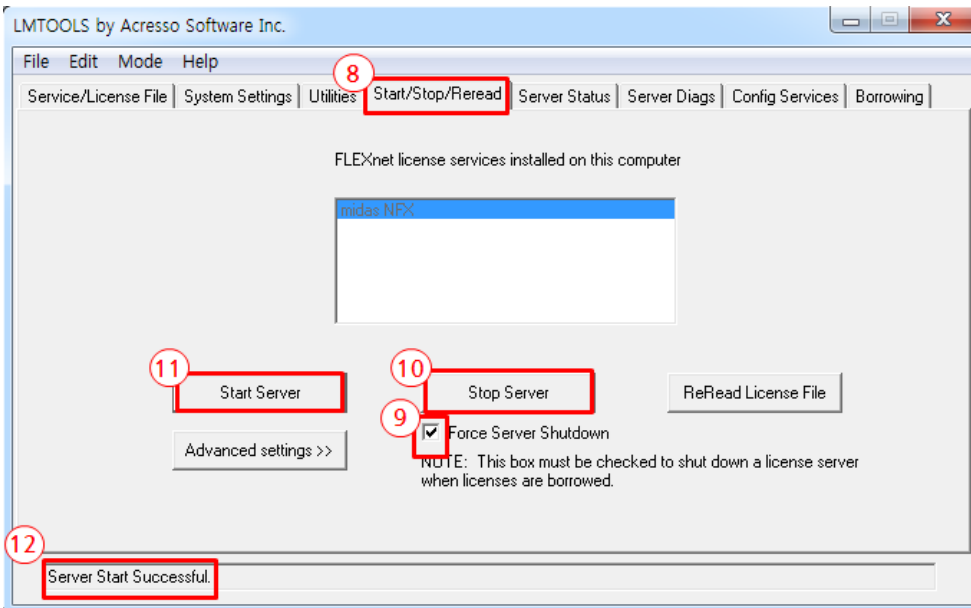 LMTOOLS by Acresso Software Inc.
File Edit Mode Help
8
Service/License File System Settings Utilities Start/Stop/Reread Server Status Server Diags Config Services Borrowing
FLEXnet license services installed on this computer
midas NFX
11
10
Start Server Stop Server ReRead License File
9
Force Server Shutdown
Advanced settings >>
NOTE: This box must be checked to shut down a license server
when licenses are borrowed.
12
Server Start Successful.